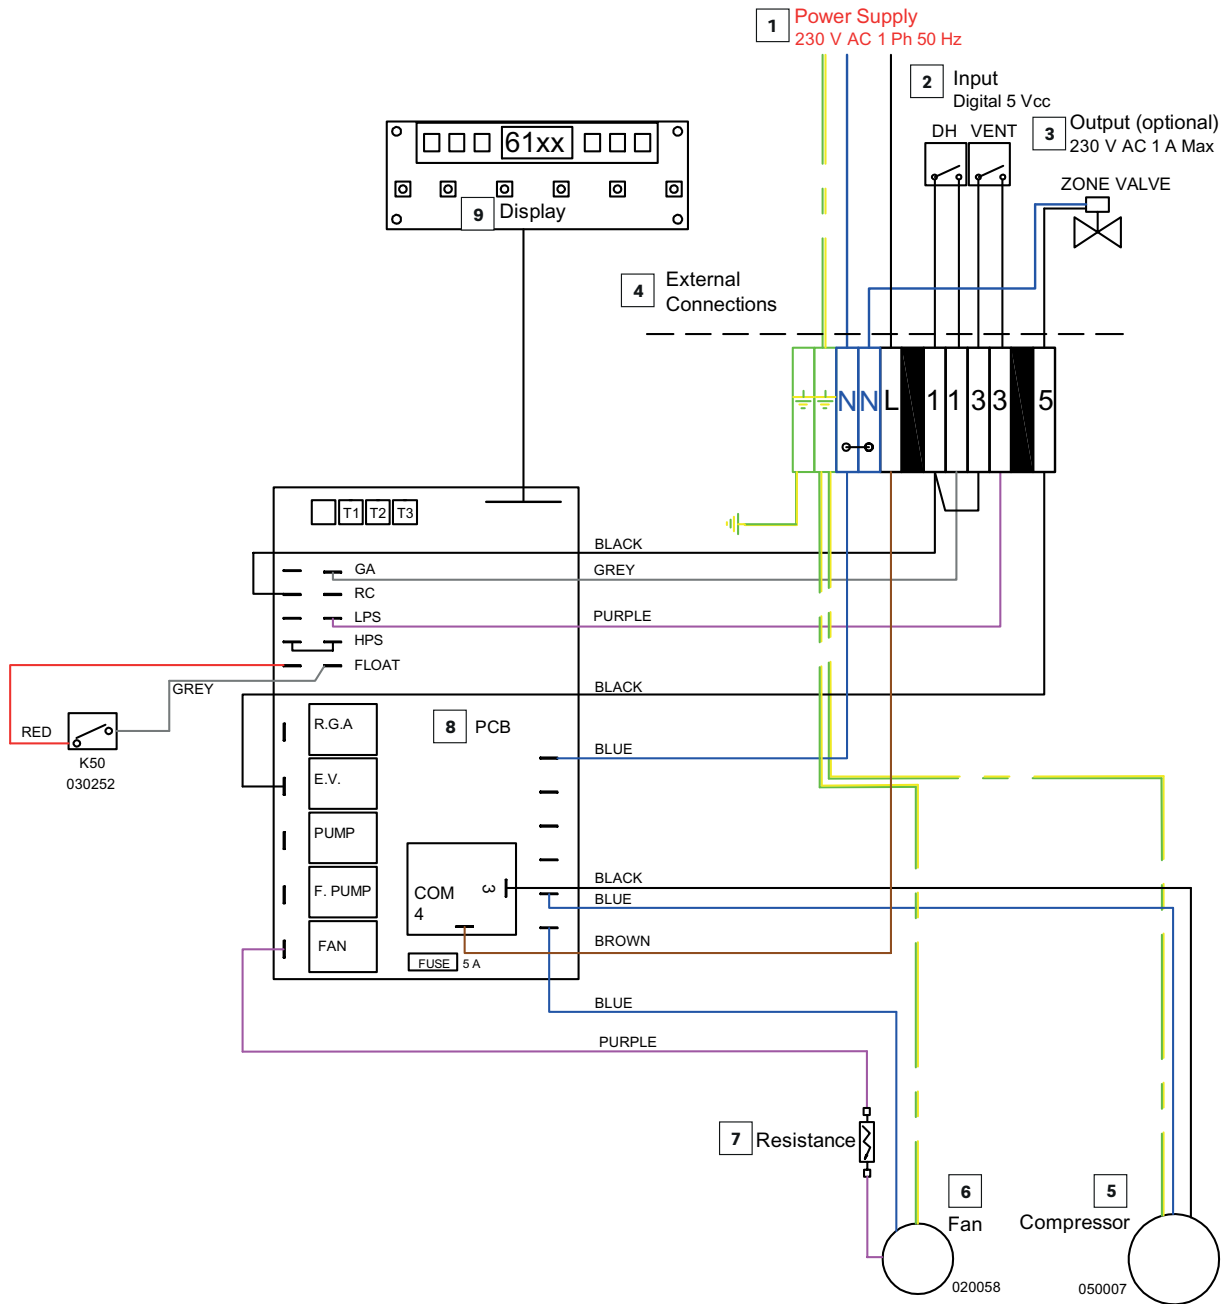 1 Power Supply
230 V AC 1 Ph 50 Hz
2 Input
Digital 5 Vcc
DH VENT
3 Output (optional)
230 V AC 1 A Max
ZONE VALVE
61xx
9 Display
4 External
Connections
N N L 1 1 3 3 5
T1 T2 T3
BLACK
GA
GREY
RC
LPS
PURPLE
HPS
FLOAT
GREY
BLACK
RED
K50
030252
R.G.A
8 PCB
BLUE
E.V.
PUMP
F. PUMP
COM
4
3
BLACK
BLUE
FAN
BROWN
FUSE 5 A
BLUE
PURPLE
7 Resistance
6
Fan
020058
5
Compressor
050007